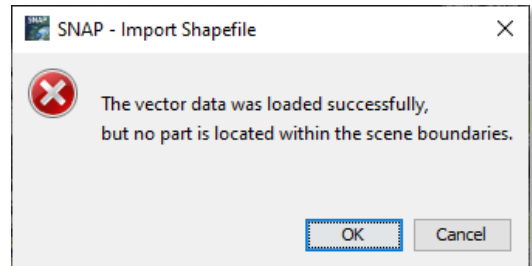 SNAP
SNAP - Import Shapefile
The vector data was loaded successfully,
but no part is located within the scene boundaries.
OK
Cancel